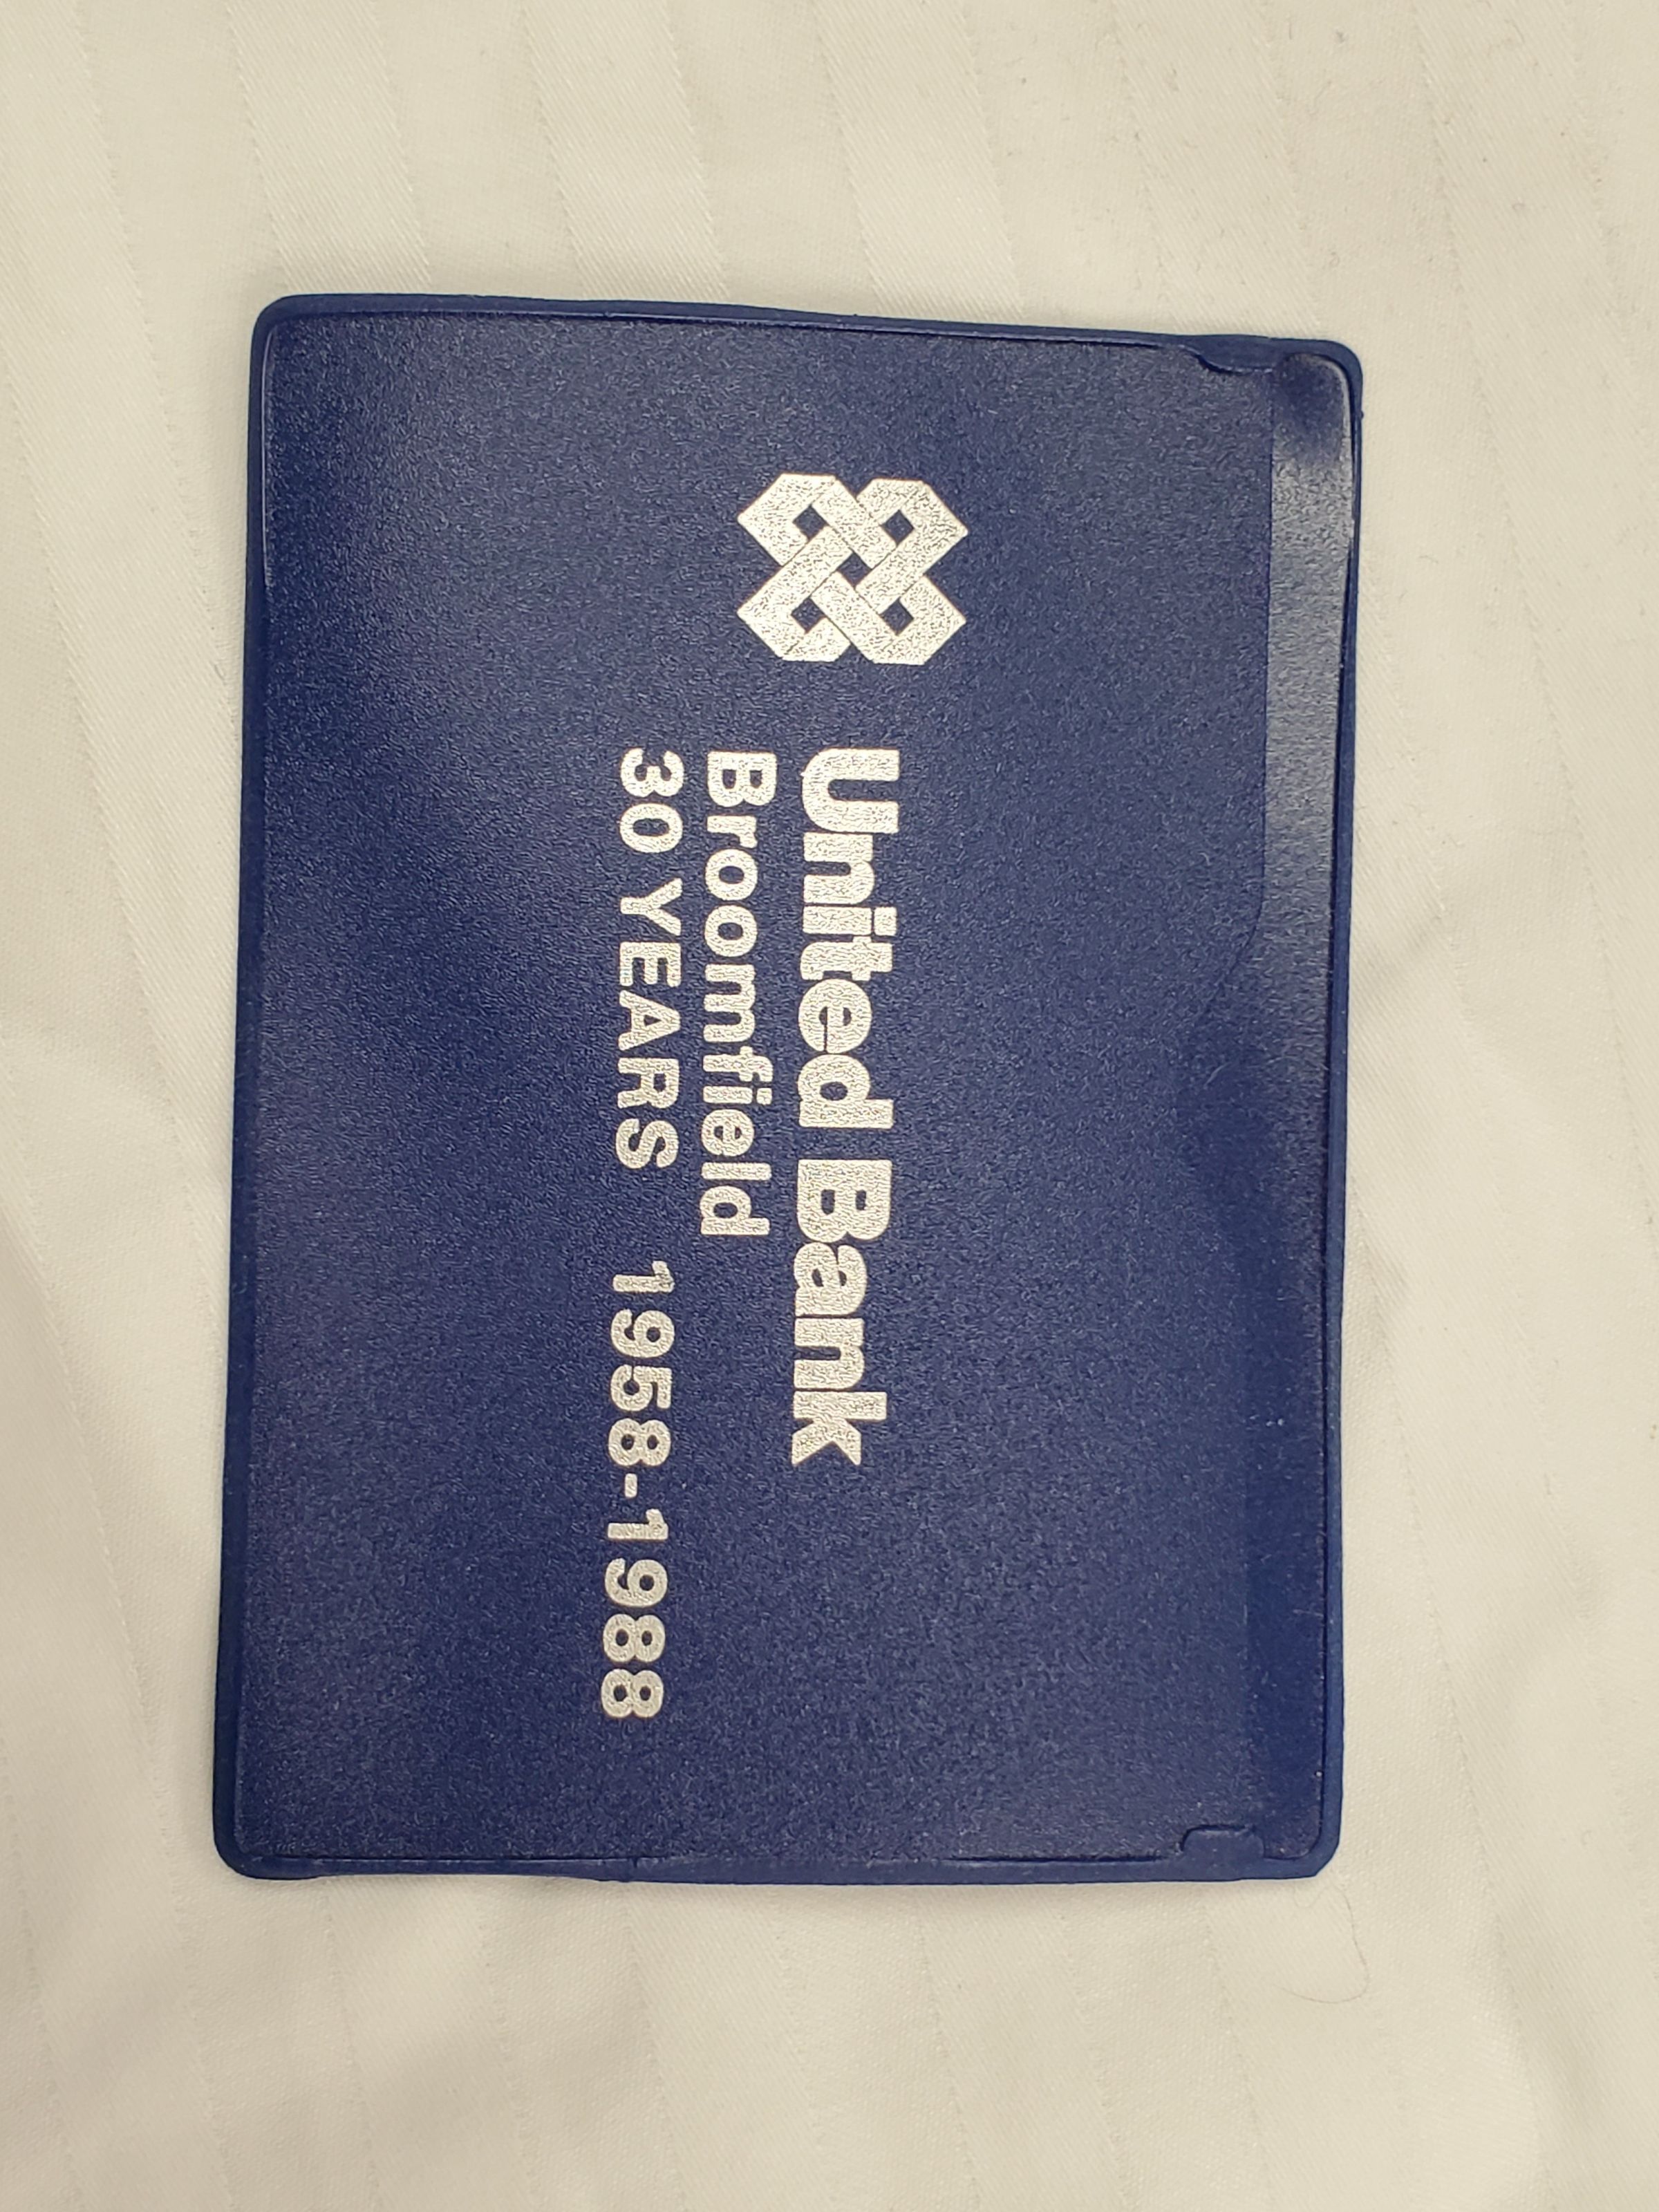 United Bank
Broomfield
30 YEARS 1958-1988